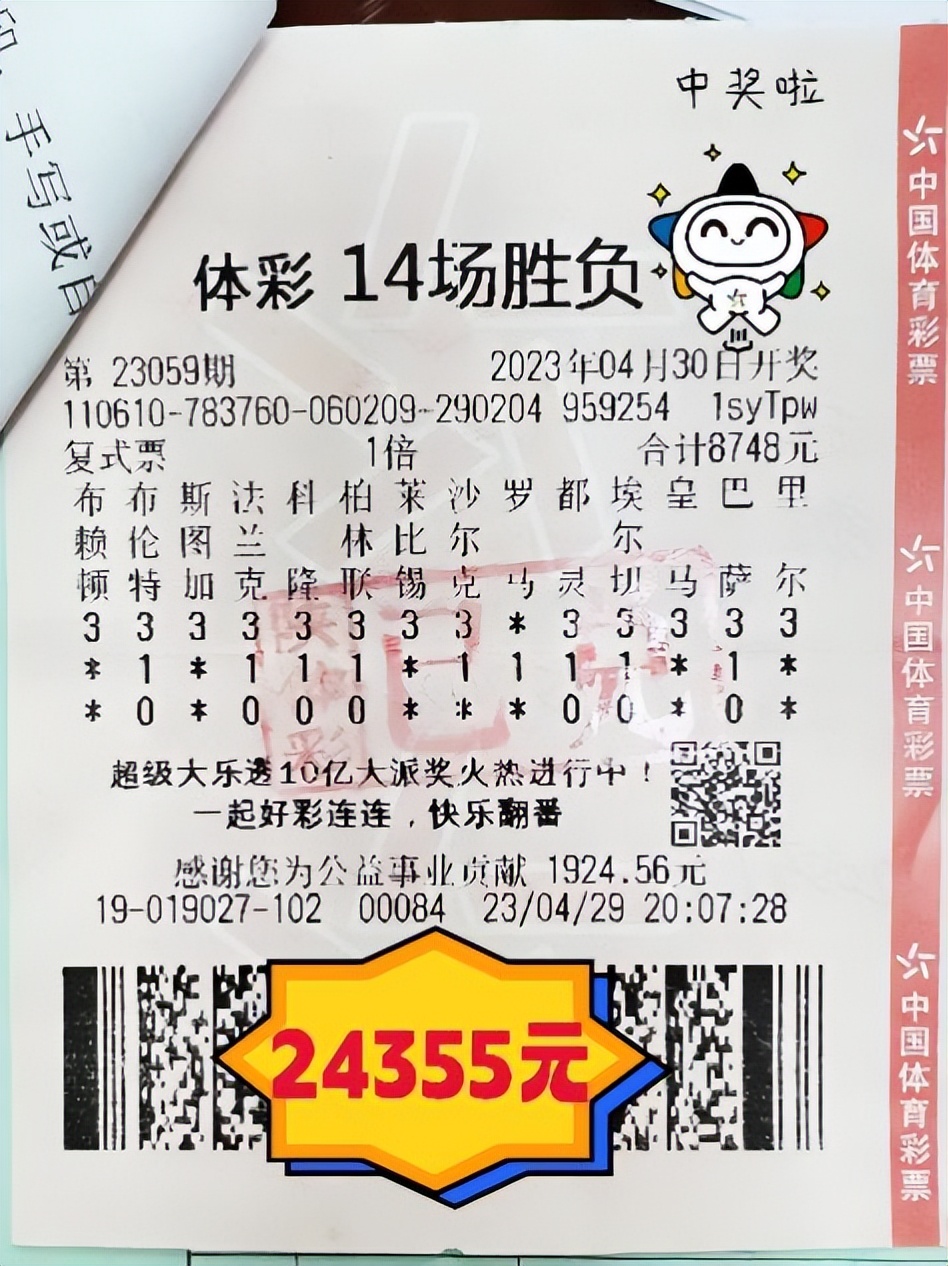 手写或自
中奖啦
体彩 14场胜负
第 23059期 2023年04月30日开奖
110610-783760-060209-290204 959254 1syTpw
复式票 1倍 合计8748元
布 布 斯 法 科 柏 莱 沙 罗 都 埃 皇 巴 里
赖 伦 图 兰 林 比 尔 尔
顿 特 加 克 隆 联 锡 克 马 灵 切 马 萨 尔
3 3 3 3 3 3 3 3 * 3 3 3 3 3
* 1 * 1 1 1 * 1 1 1 1 * 1 *
* 0 * 0 0 0 * * * 0 0 * 0 *
已兑
超级大乐透10亿大派奖火热进行中！
一起好彩连连，快乐翻番
感谢您为公益事业贡献 1924.56元
19-019027-102 00084 23/04/29 20:07:28
24355元
中国体育彩票
中国体育彩票
中国体育彩票